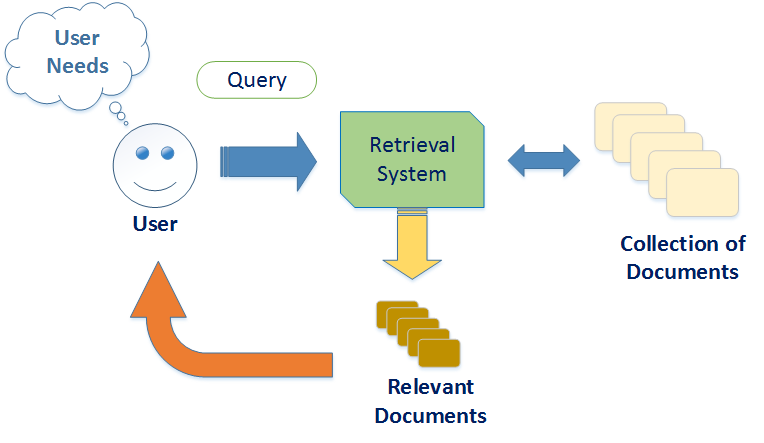 User
Needs
Query
Retrieval
System
User
Collection of
Documents
Relevant
Documents